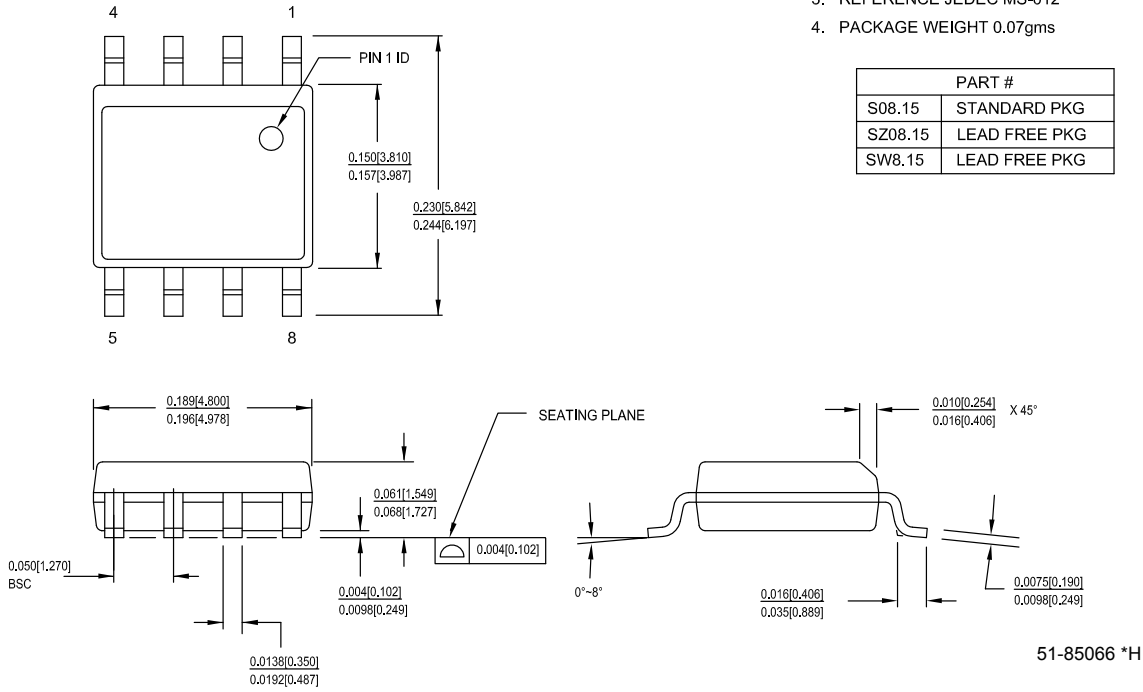 3. REFERENCE JEDEC MS-012
4. PACKAGE WEIGHT 0.07gms
PART #
S08.15 STANDARD PKG
SZ08.15 LEAD FREE PKG
SW8.15 LEAD FREE PKG
4
1
PIN 1 ID
0.150[3.810]
0.157[3.987]
0.230[5.842]
0.244[6.197]
5
8
0.189[4.800]
0.196[4.978]
SEATING PLANE
0.010[0.254]
0.016[0.406]
X 45°
0.061[1.549]
0.068[1.727]
0.004[0.102]
0.050[1.270]
BSC
0.004[0.102]
0.0098[0.249]
0°~8°
0.016[0.406]
0.035[0.889]
0.0075[0.190]
0.0098[0.249]
0.0138[0.350]
0.0192[0.487]
51-85066 *H